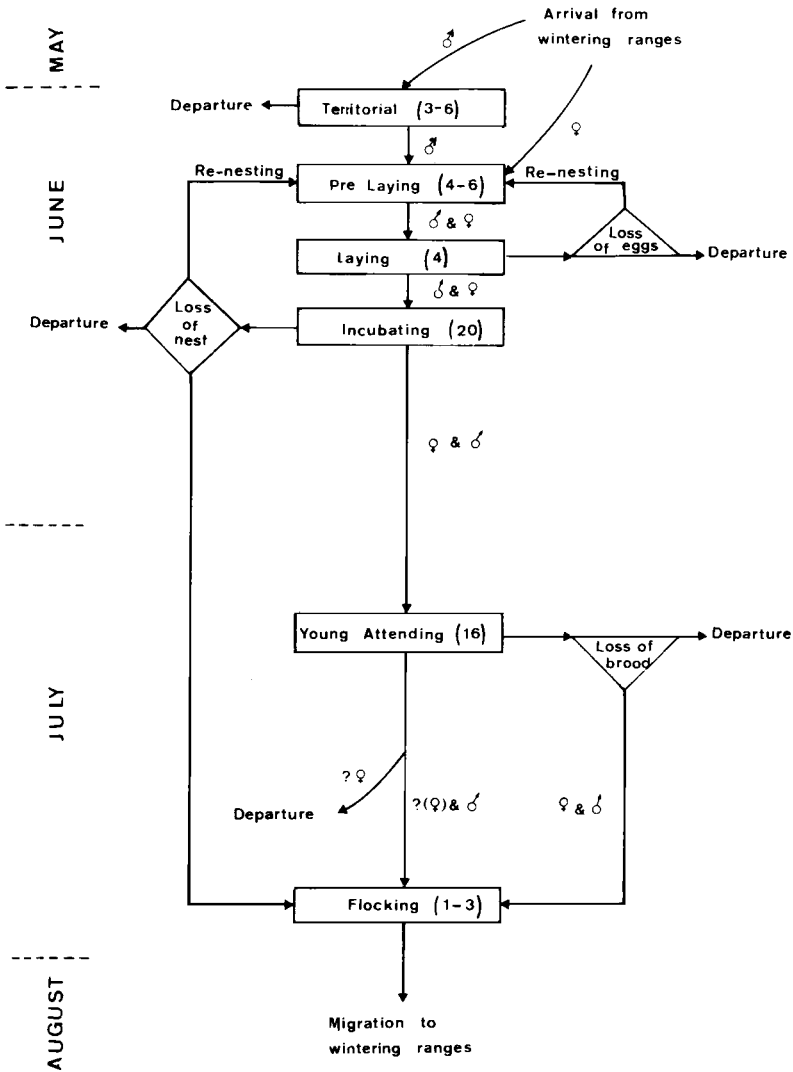 MAY
Arrival from
wintering ranges
♂
♀
Departure
Territorial (3-6)
♂
Re-nesting
Pre Laying (4-6)
Re-nesting
JUNE
♂ & ♀
Loss
of eggs
Departure
Laying (4)
♂ & ♀
Departure
Loss
of
nest
Incubating (20)
♀ & ♂
Young Attending (16)
Loss of
brood
Departure
JULY
? ♀
Departure
?(♀) & ♂
♀ & ♂
Flocking (1-3)
AUGUST
Migration to
wintering ranges